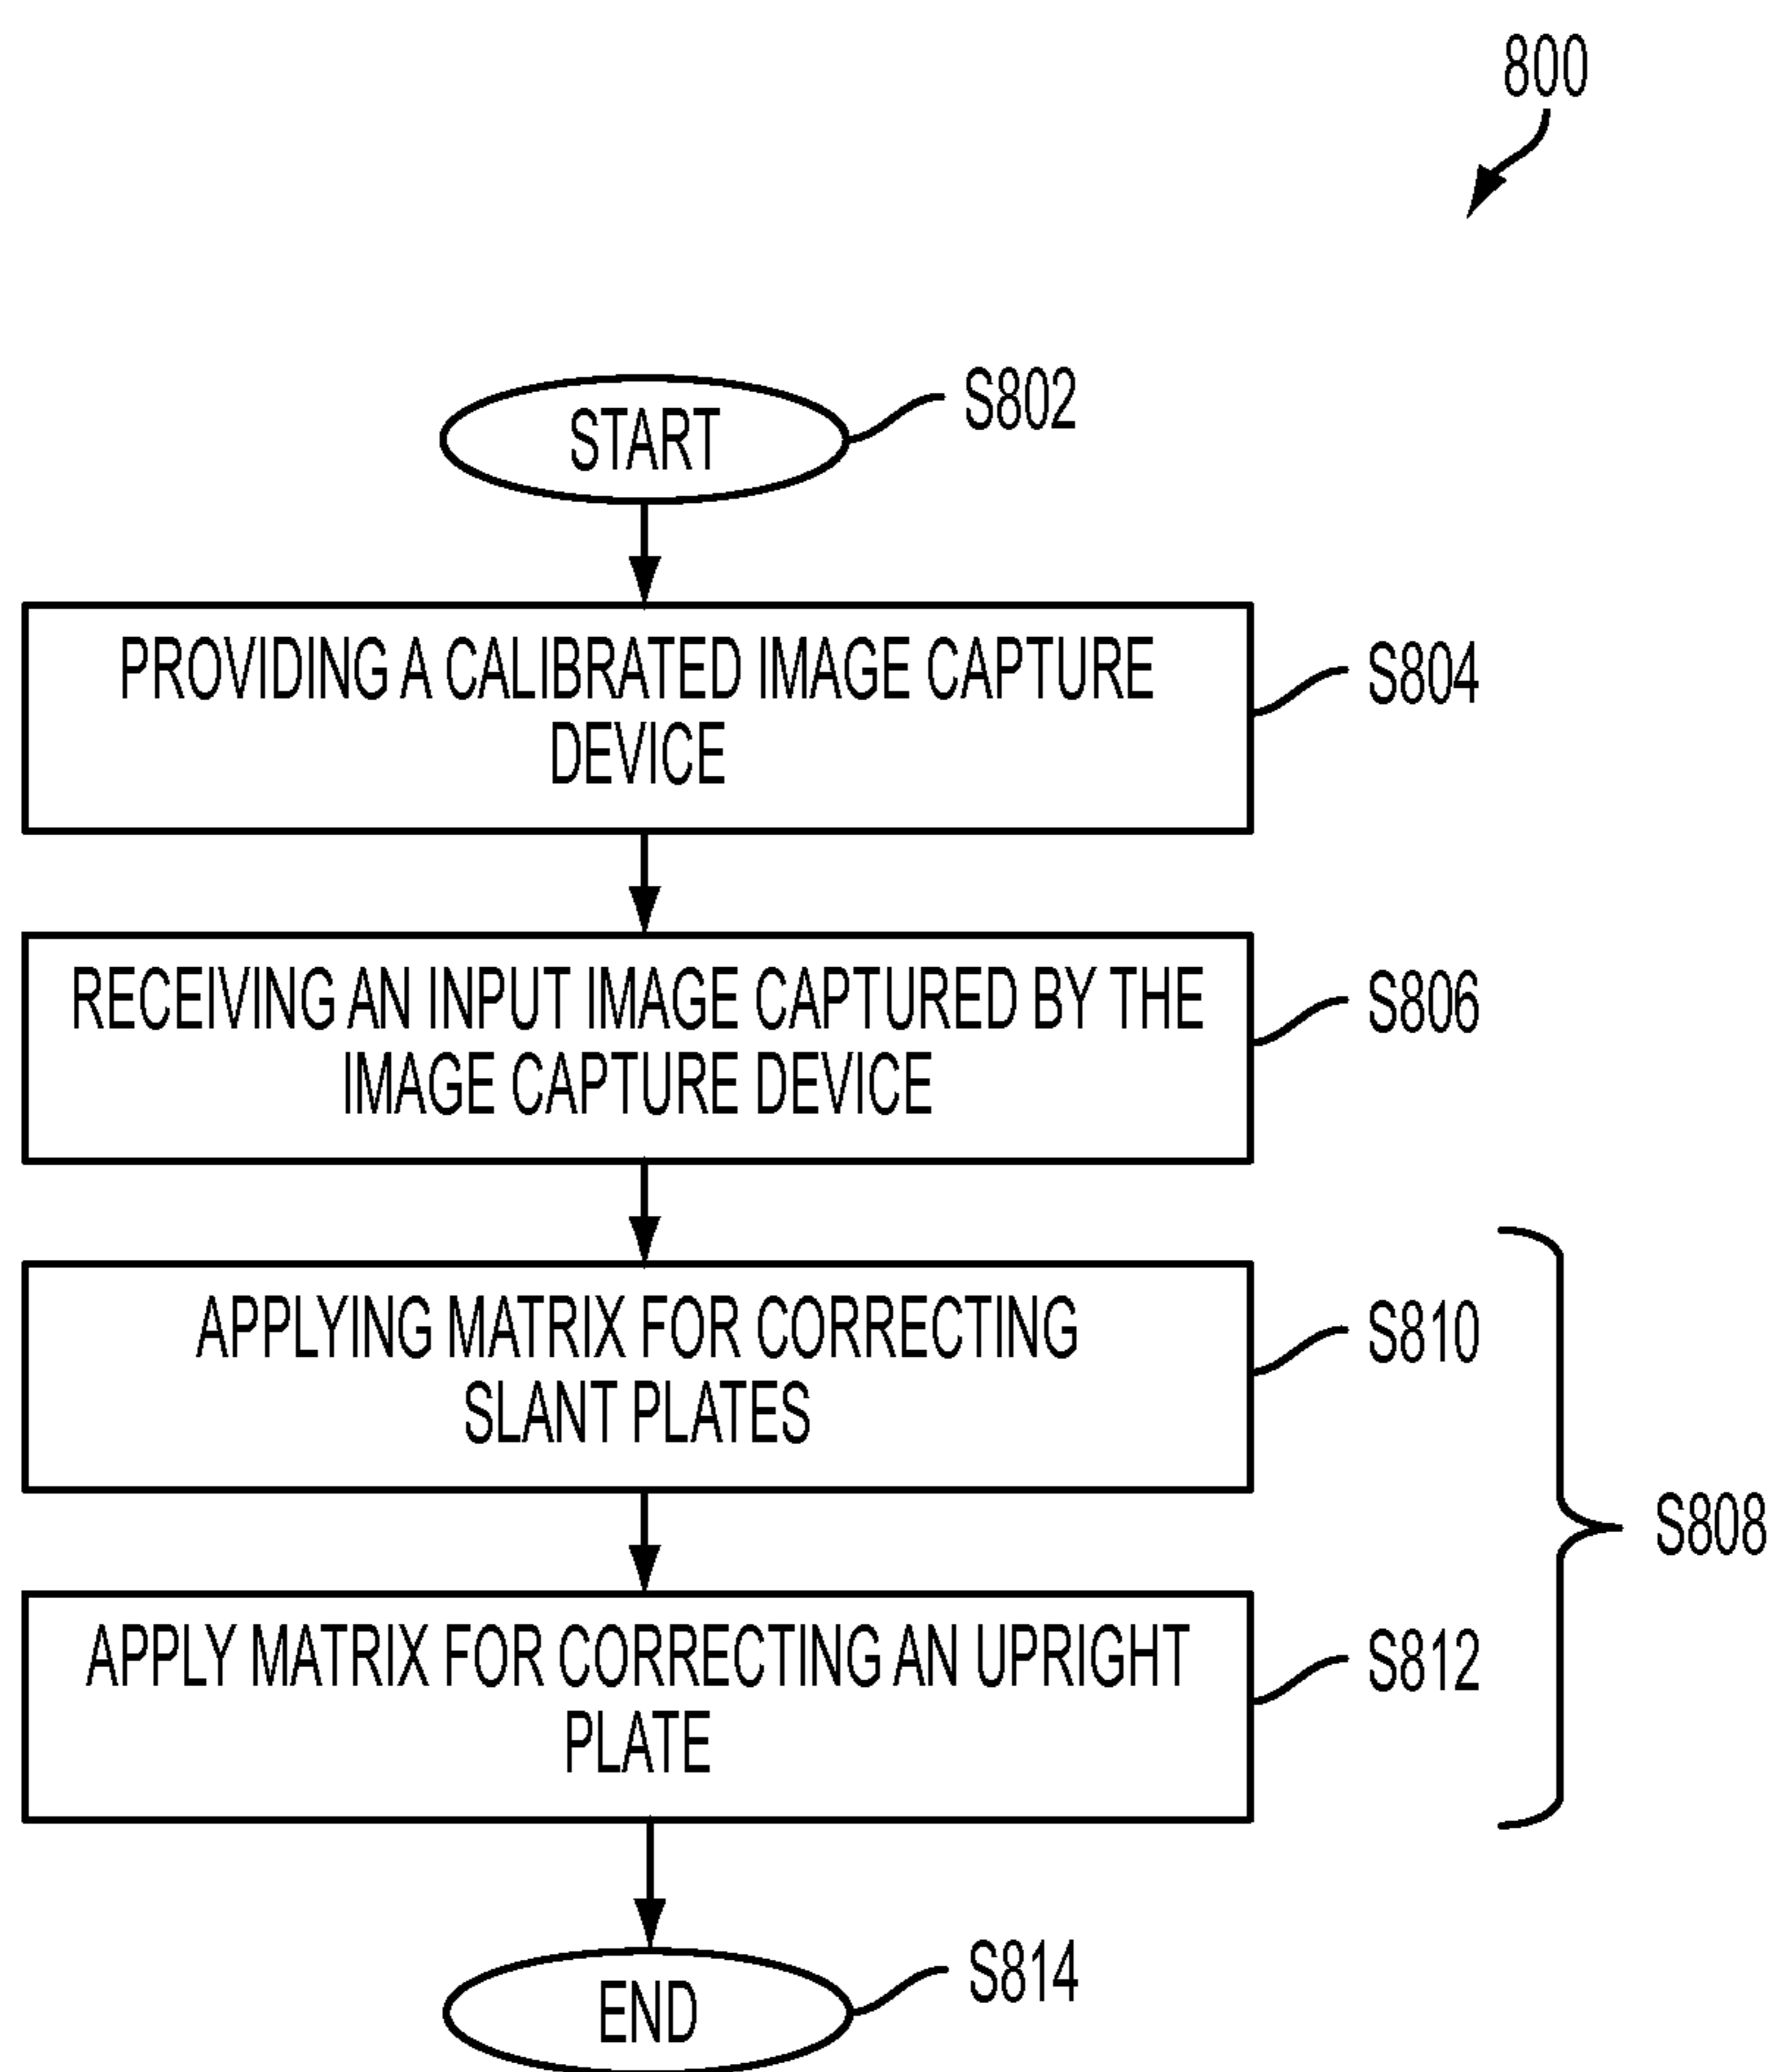 800
START
S802
PROVIDING A CALIBRATED IMAGE CAPTURE
DEVICE
S804
RECEIVING AN INPUT IMAGE CAPTURED BY THE
IMAGE CAPTURE DEVICE
S806
APPLYING MATRIX FOR CORRECTING
SLANT PLATES
S810
S808
APPLY MATRIX FOR CORRECTING AN UPRIGHT
PLATE
S812
END
S814